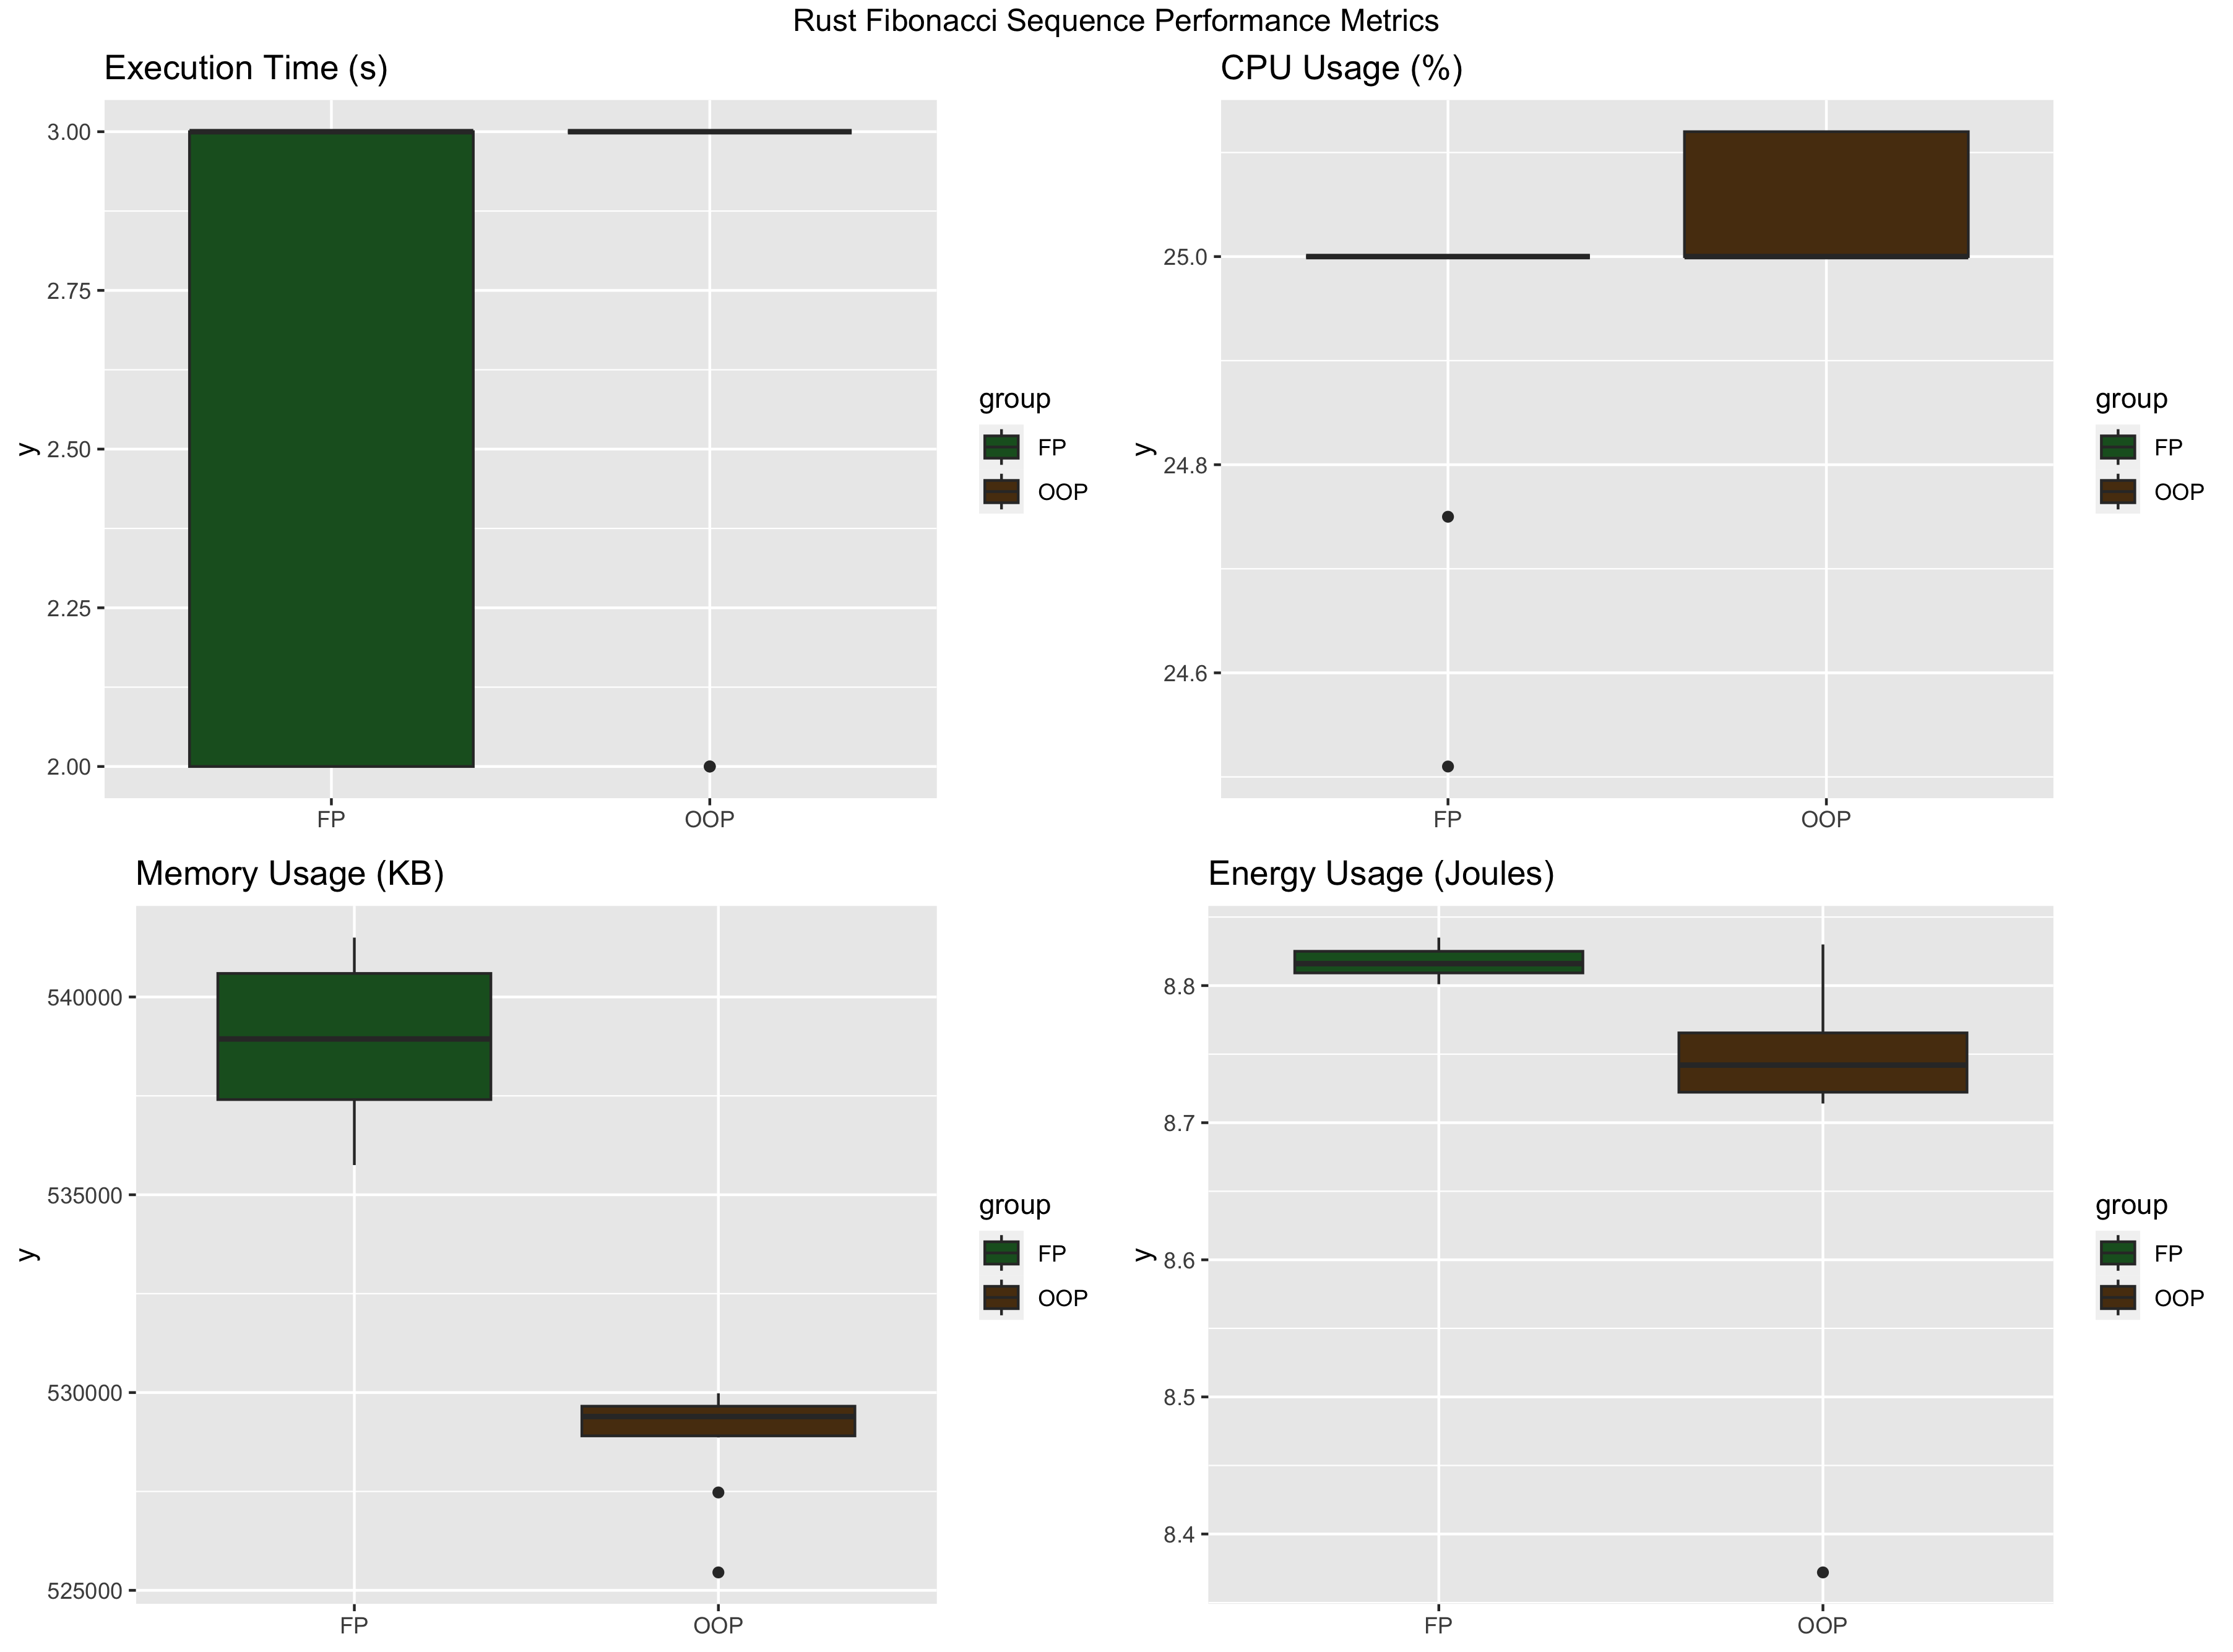 Rust Fibonacci Sequence Performance Metrics
Execution Time (s)
y
3.00
2.75
2.50
2.25
2.00
FP
OOP
group
FP
OOP
CPU Usage (%)
y
25.0
24.8
24.6
FP
OOP
group
FP
OOP
Memory Usage (KB)
y
540000
535000
530000
525000
FP
OOP
group
FP
OOP
Energy Usage (Joules)
y
8.8
8.7
8.6
8.5
8.4
FP
OOP
group
FP
OOP